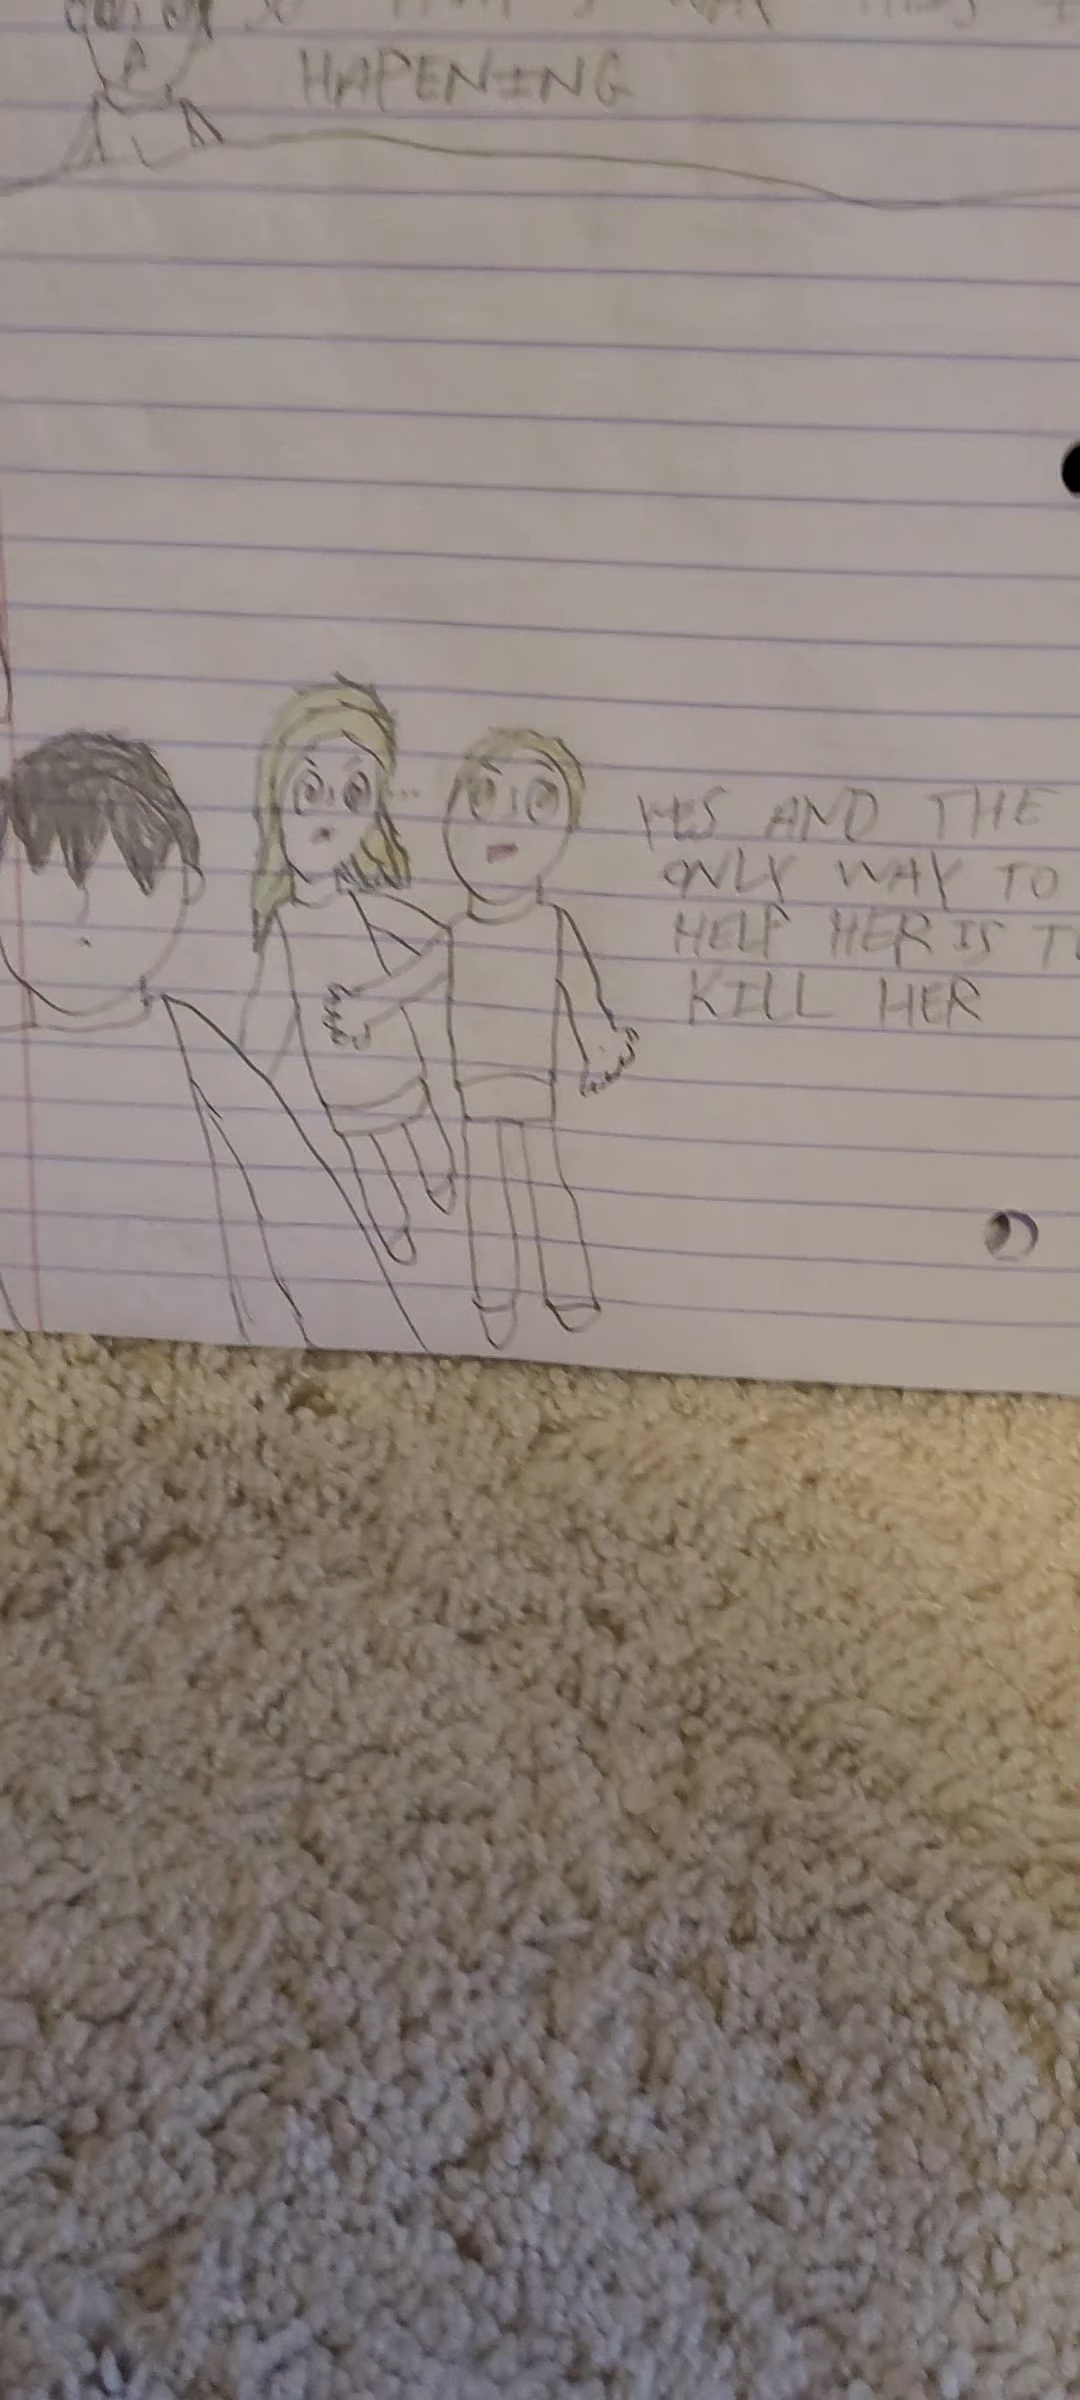 HAPENING
...
YES AND THE
ONLY WAY TO
HELP HER IS
KILL HER